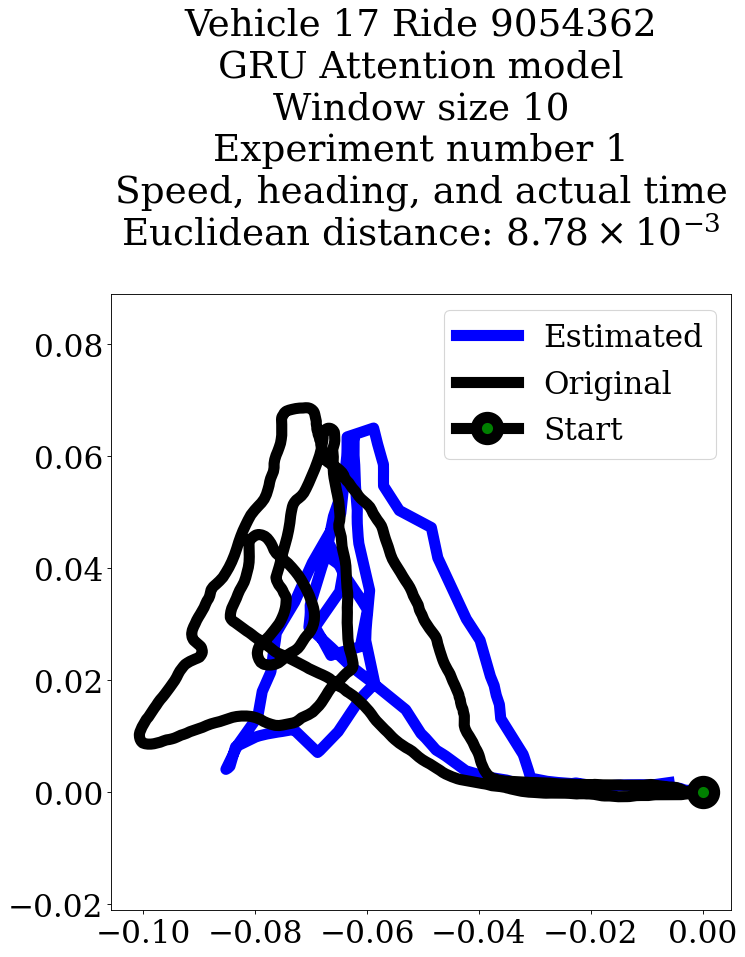 Vehicle 17 Ride 9054362
GRU Attention model
Window size 10
Experiment number 1
Speed, heading, and actual time
Euclidean distance: 8.78 × 10⁻³
Estimated
Original
Start
0.08
0.06
0.04
0.02
0.00
−0.02
−0.10 −0.08 −0.06 −0.04 −0.02 0.00